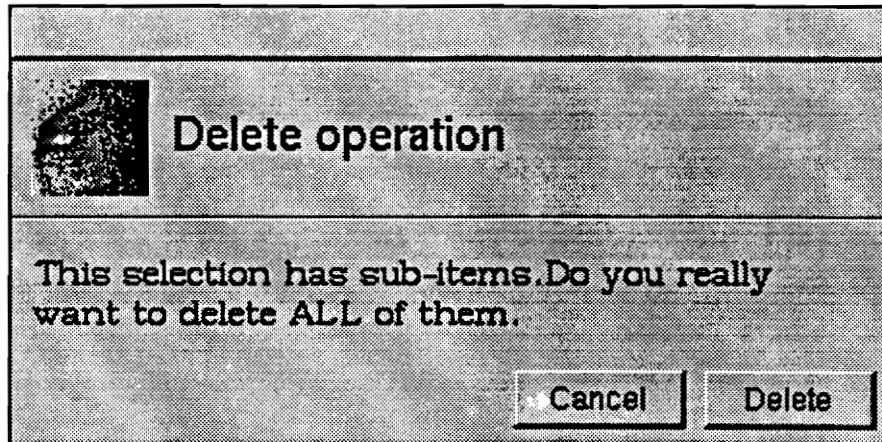 Delete operation
This selection has sub-items.Do you really
want to delete ALL of them.
Cancel
Delete